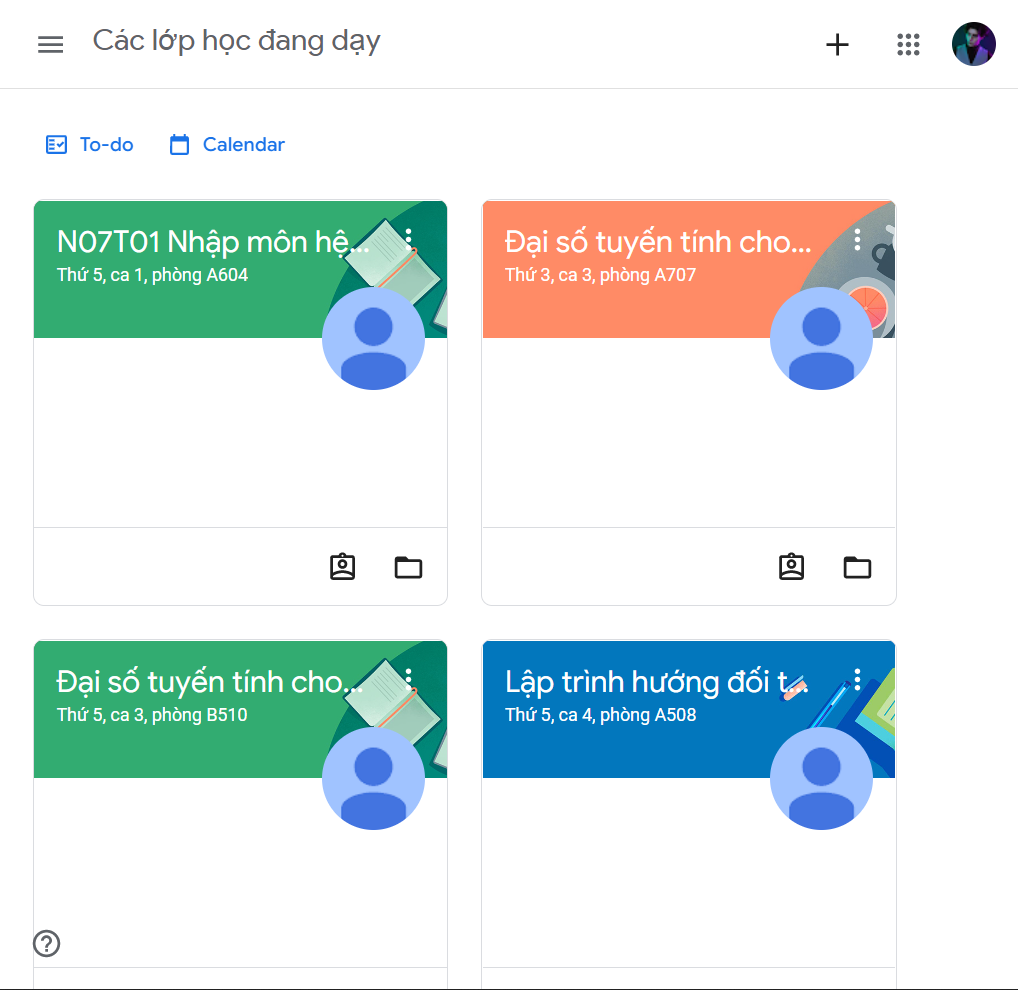 Các lớp học đang dạy
To-do
Calendar
N07T01 Nhập môn hệ...
Thứ 5, ca 1, phòng A604
Đại số tuyến tính cho...
Thứ 3, ca 3, phòng A707
Đại số tuyến tính cho...
Thứ 5, ca 3, phòng B510
Lập trình hướng đối t...
Thứ 5, ca 4, phòng A508